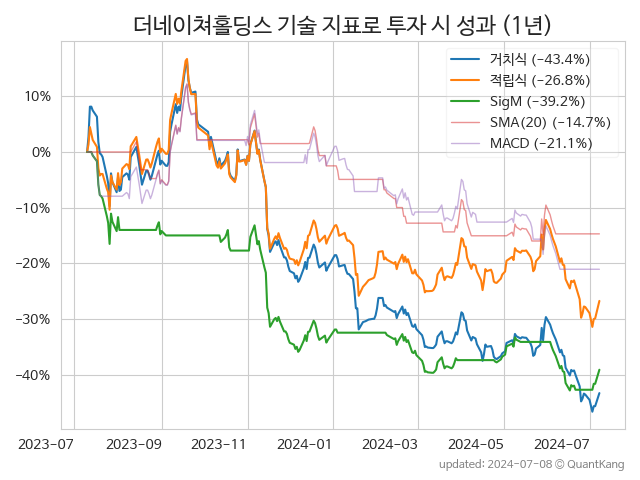 더네이쳐홀딩스 기술 지표로 투자 시 성과 (1년)
거치식 (−43.4%)
적립식 (−26.8%)
SigM (−39.2%)
SMA(20) (−14.7%)
MACD (−21.1%)
10%
0%
−10%
−20%
−30%
−40%
2023-07 2023-09 2023-11 2024-01 2024-03 2024-05 2024-07
updated: 2024-07-08 © QuantKang